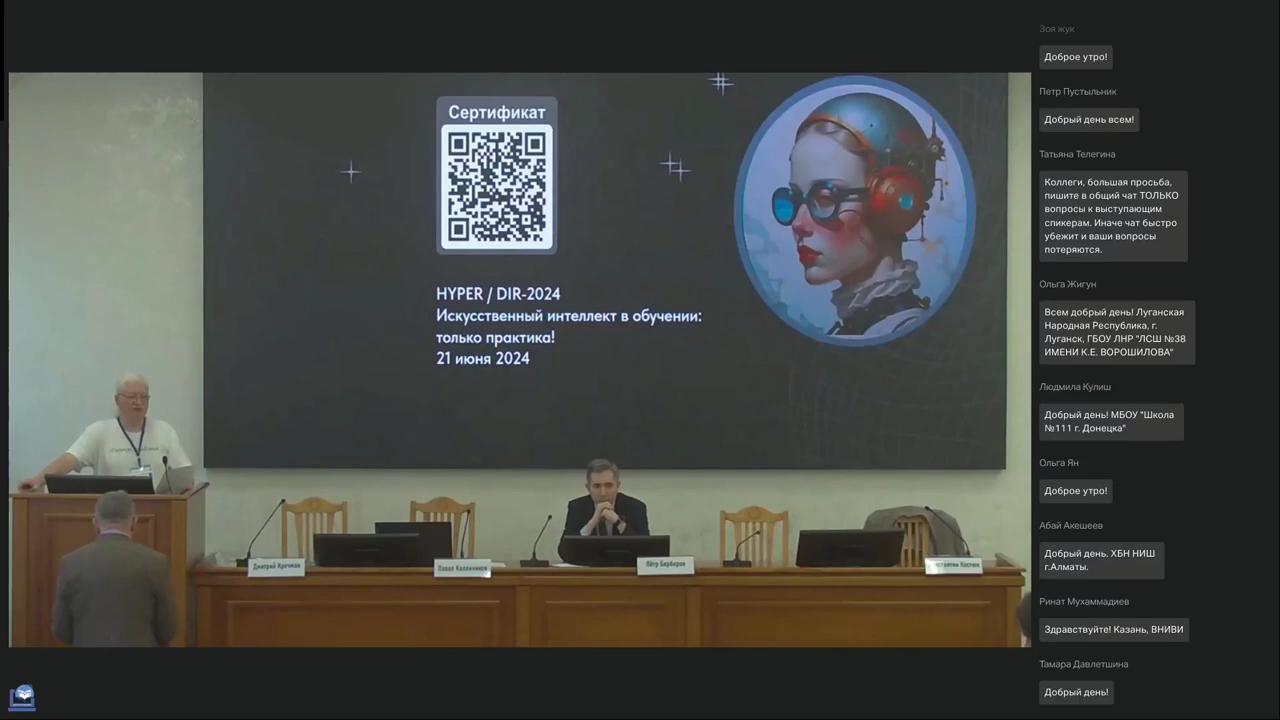 Сертификат
HYPER / DIR-2024
Искусственный интеллект в обучении:
только практика!
21 июня 2024
Дмитрий Кречман
Павел Калинников
Пётр Берберов
Зоя жук
Доброе утро!
Петр Пустыльник
Добрый день всем!
Татьяна Телегина
Коллеги, большая просьба,
пишите в общий чат ТОЛЬКО
вопросы к выступающим
спикерам. Иначе чат быстро
убежит и ваши вопросы
потеряются.
Ольга Жигун
Всем добрый день! Луганская
Народная Республика, г.
Луганск, ГБОУ ЛНР "ЛСШ №38
ИМЕНИ К.Е. ВОРОШИЛОВА"
Людмила Кулиш
Добрый день! МБОУ "Школа
№111 г. Донецка"
Ольга Ян
Доброе утро!
Абай Акешеев
Добрый день. ХБН НИШ
г.Алматы.
Ринат Мухаммадиев
Здравствуйте! Казань, ВНИВИ
Тамара Давлетшина
Добрый день!